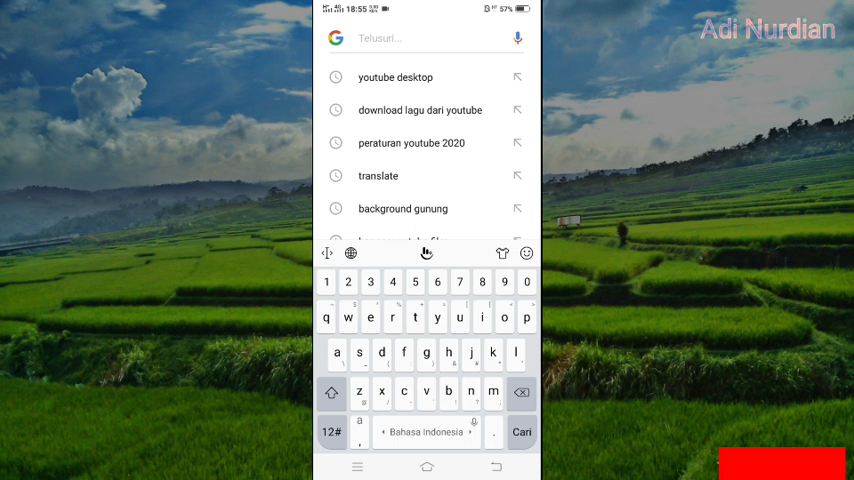 18:55
57%
Adi Nurdian
Telusuri...
youtube desktop
download lagu dari youtube
peraturan youtube 2020
translate
background gunung
1 2 3 4 5 6 7 8 9 0
q w e r t y u i o p
a s d f g h j k l
z x c v b n m
12# a , Bahasa Indonesia . Cari